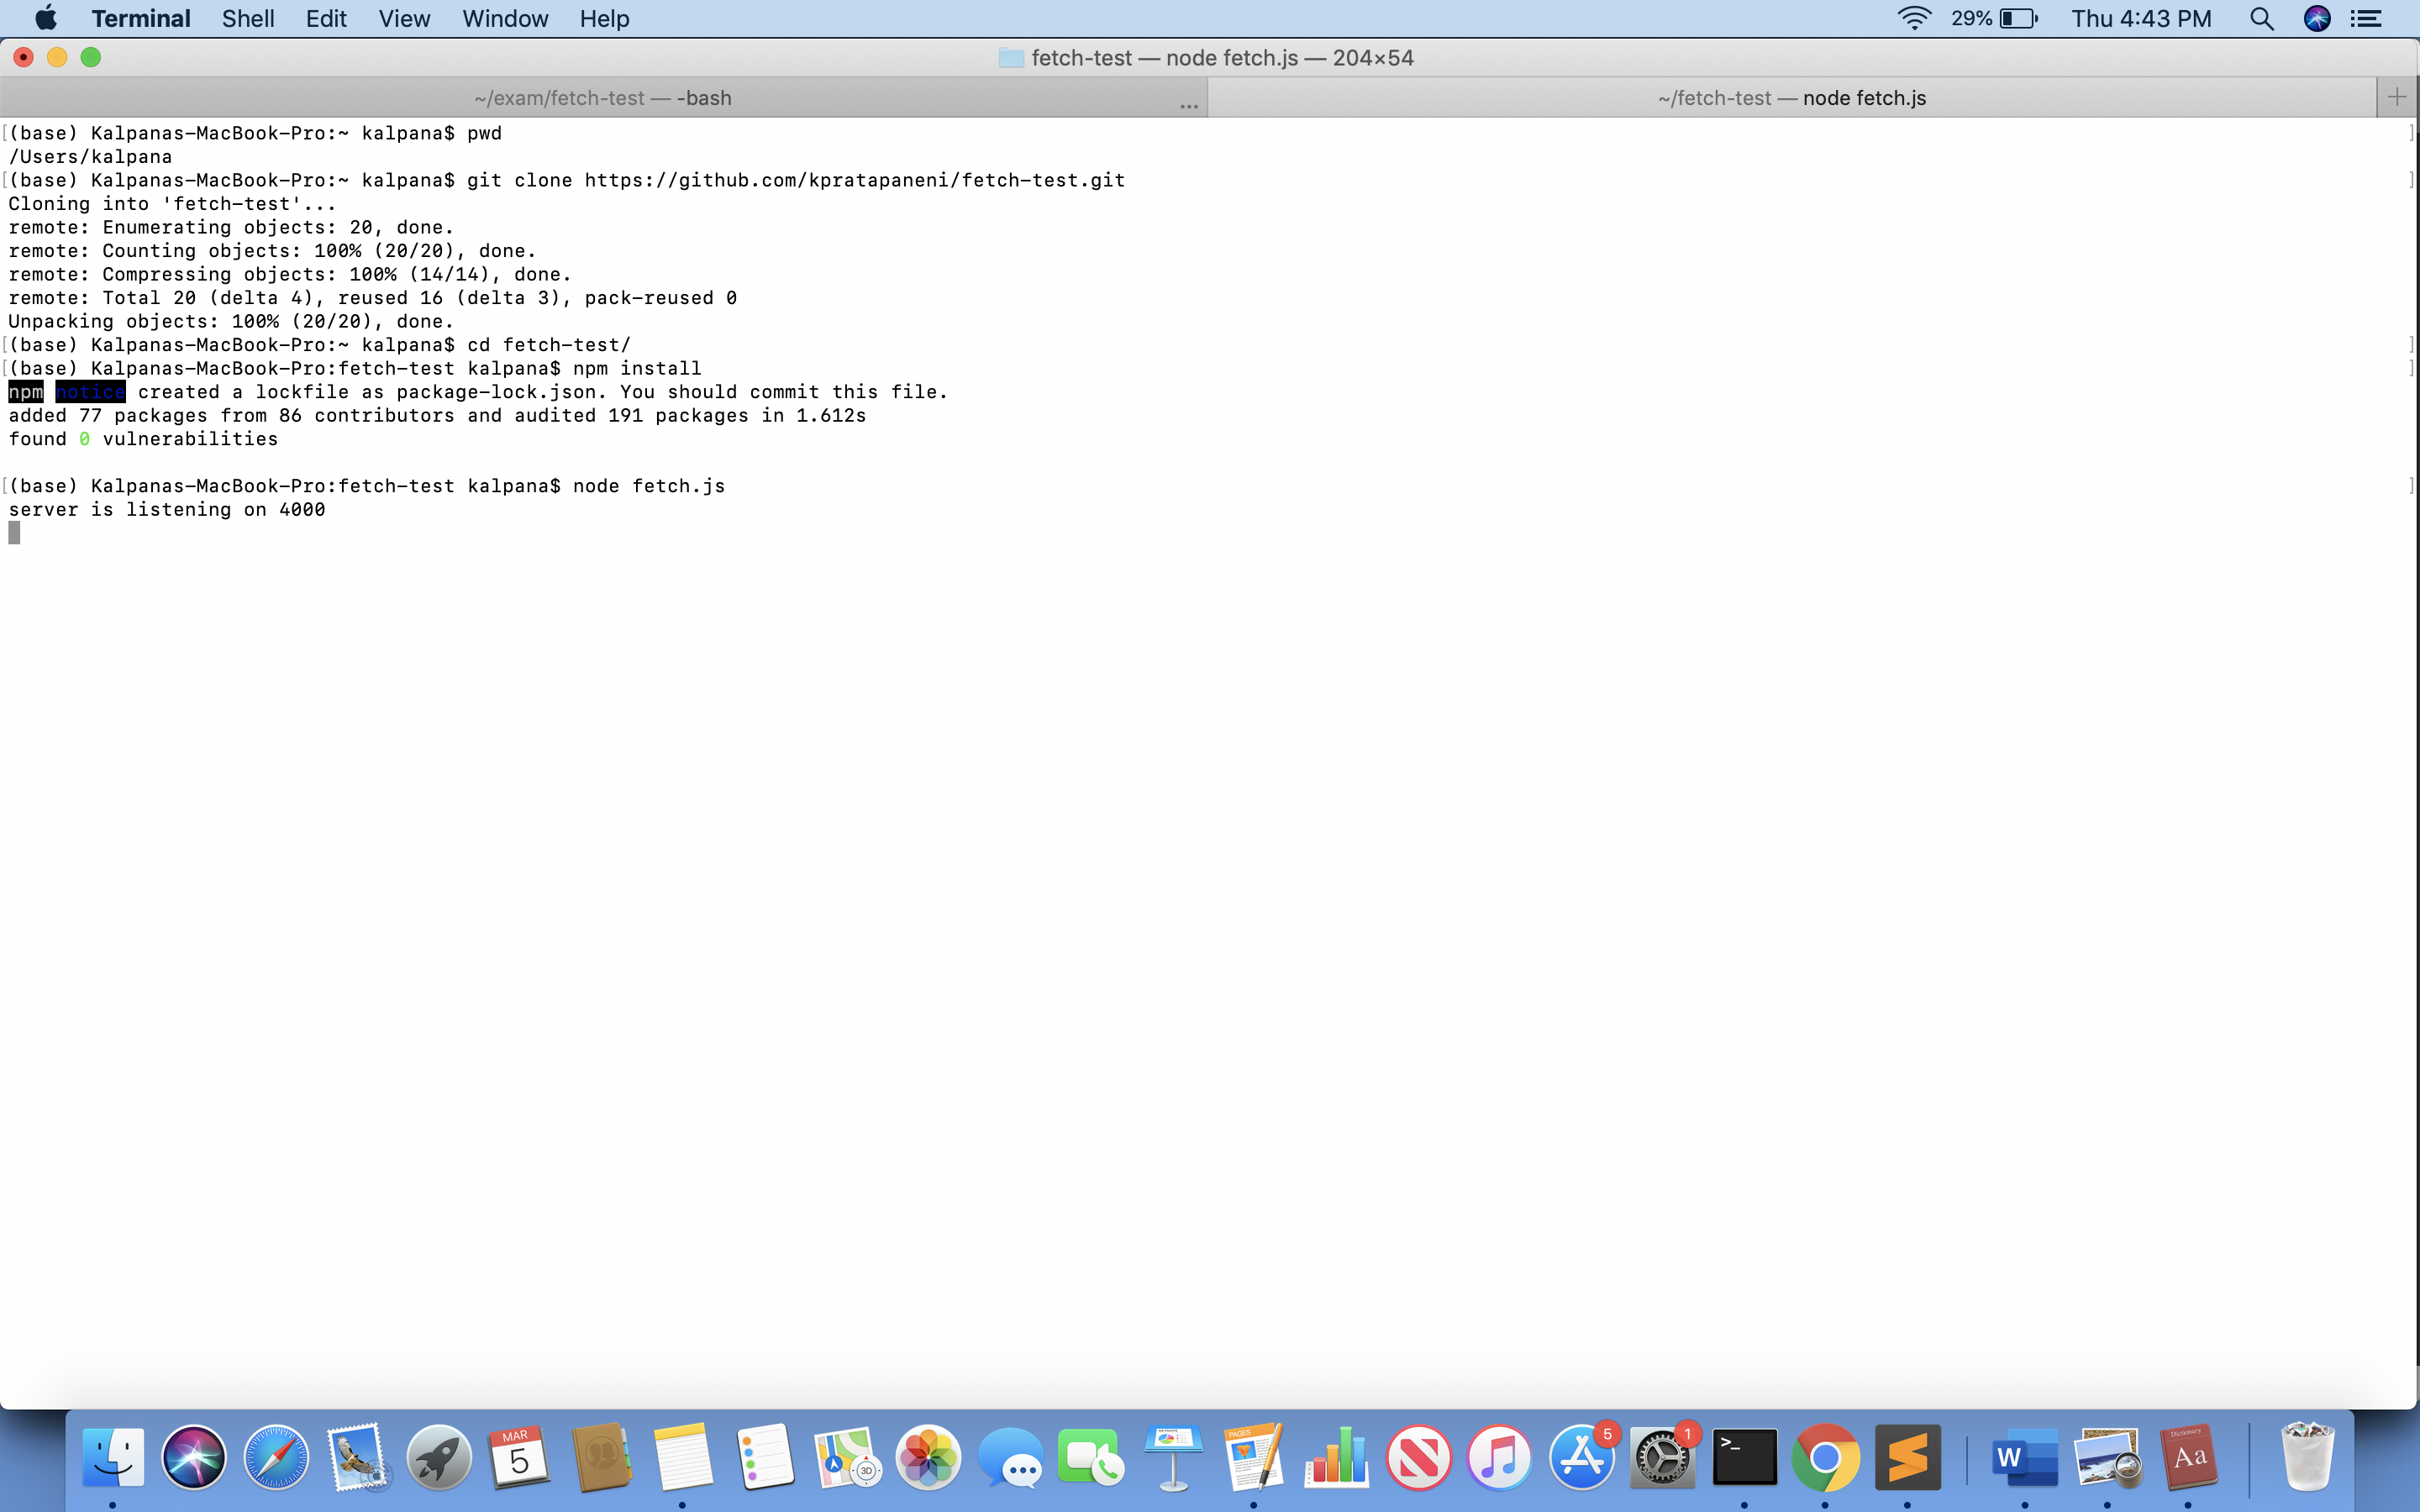 Terminal Shell Edit View Window Help 29% Thu 4:43 PM
fetch-test — node fetch.js — 204×54
~/exam/fetch-test — -bash ... ~/fetch-test — node fetch.js +
[(base) Kalpanas-MacBook-Pro:~ kalpana$ pwd ]
/Users/kalpana
[(base) Kalpanas-MacBook-Pro:~ kalpana$ git clone https://github.com/kpratapaneni/fetch-test.git ]
Cloning into 'fetch-test'...
remote: Enumerating objects: 20, done.
remote: Counting objects: 100% (20/20), done.
remote: Compressing objects: 100% (14/14), done.
remote: Total 20 (delta 4), reused 16 (delta 3), pack-reused 0
Unpacking objects: 100% (20/20), done.
[(base) Kalpanas-MacBook-Pro:~ kalpana$ cd fetch-test/ ]
[(base) Kalpanas-MacBook-Pro:fetch-test kalpana$ npm install ]
npm notice created a lockfile as package-lock.json. You should commit this file.
added 77 packages from 86 contributors and audited 191 packages in 1.612s
found 0 vulnerabilities
[(base) Kalpanas-MacBook-Pro:fetch-test kalpana$ node fetch.js ]
server is listening on 4000
MAR
5
3D
PAGES
5
1
>_
W
Dictionary
Aa